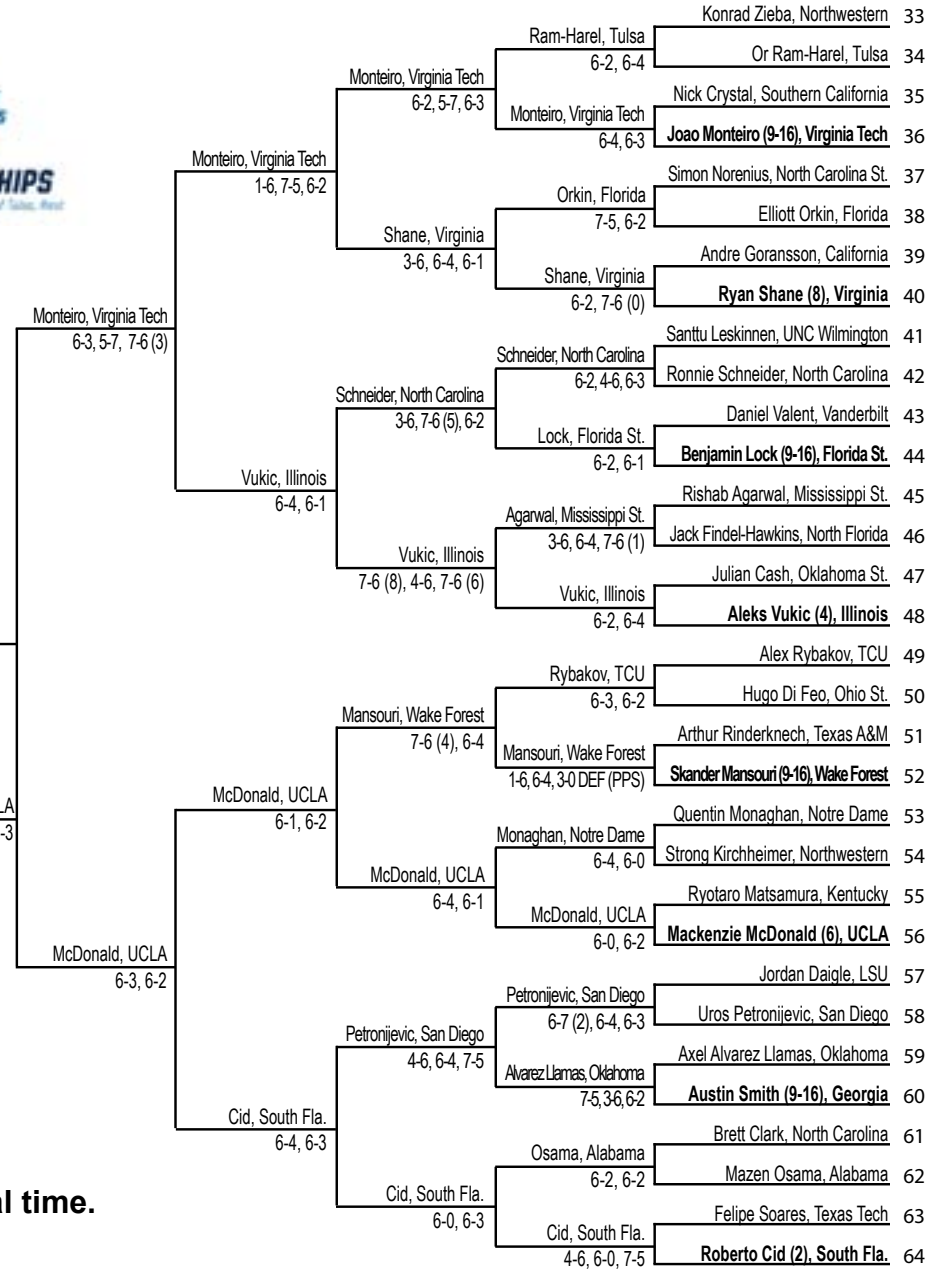 Konrad Zieba, Northwestern 33
Ram-Harel, Tulsa
6-2, 6-4
Or Ram-Harel, Tulsa 34
Monteiro, Virginia Tech
6-2, 5-7, 6-3
Nick Crystal, Southern California 35
Monteiro, Virginia Tech
6-4, 6-3
Joao Monteiro (9-16), Virginia Tech 36
HIPS
Monteiro, Virginia Tech
1-6, 7-5, 6-2
Simon Norenius, North Carolina St. 37
Orkin, Florida
7-5, 6-2
Elliott Orkin, Florida 38
Shane, Virginia
3-6, 6-4, 6-1
Andre Goransson, California 39
Shane, Virginia
6-2, 7-6 (0)
Ryan Shane (8), Virginia 40
Monteiro, Virginia Tech
6-3, 5-7, 7-6 (3)
Santtu Leskinnen, UNC Wilmington 41
Schneider, North Carolina
6-2, 4-6, 6-3
Ronnie Schneider, North Carolina 42
Schneider, North Carolina
3-6, 7-6 (5), 6-2
Daniel Valent, Vanderbilt 43
Lock, Florida St.
6-2, 6-1
Benjamin Lock (9-16), Florida St. 44
Vukic, Illinois
6-4, 6-1
Rishab Agarwal, Mississippi St. 45
Agarwal, Mississippi St.
3-6, 6-4, 7-6 (1)
Jack Findel-Hawkins, North Florida 46
Vukic, Illinois
7-6 (8), 4-6, 7-6 (6)
Julian Cash, Oklahoma St. 47
Vukic, Illinois
6-2, 6-4
Aleks Vukic (4), Illinois 48
Alex Rybakov, TCU 49
Rybakov, TCU
6-3, 6-2
Hugo Di Feo, Ohio St. 50
Mansouri, Wake Forest
7-6 (4), 6-4
Arthur Rinderknech, Texas A&M 51
Mansouri, Wake Forest
1-6, 6-4, 3-0 DEF (PPS)
Skander Mansouri (9-16), Wake Forest 52
LA
-3
McDonald, UCLA
6-1, 6-2
Quentin Monaghan, Notre Dame 53
Monaghan, Notre Dame
6-4, 6-0
Strong Kirchheimer, Northwestern 54
McDonald, UCLA
6-4, 6-1
Ryotaro Matsamura, Kentucky 55
McDonald, UCLA
6-0, 6-2
Mackenzie McDonald (6), UCLA 56
McDonald, UCLA
6-3, 6-2
Jordan Daigle, LSU 57
Petronijevic, San Diego
6-7 (2), 6-4, 6-3
Uros Petronijevic, San Diego 58
Petronijevic, San Diego
4-6, 6-4, 7-5
Axel Alvarez Llamas, Oklahoma 59
Alvarez Llamas, Oklahoma
7-5, 3-6, 6-2
Austin Smith (9-16), Georgia 60
Cid, South Fla.
6-4, 6-3
Brett Clark, North Carolina 61
Osama, Alabama
6-2, 6-2
Mazen Osama, Alabama 62
Cid, South Fla.
6-0, 6-3
Felipe Soares, Texas Tech 63
Cid, South Fla.
4-6, 6-0, 7-5
Roberto Cid (2), South Fla. 64
al time.